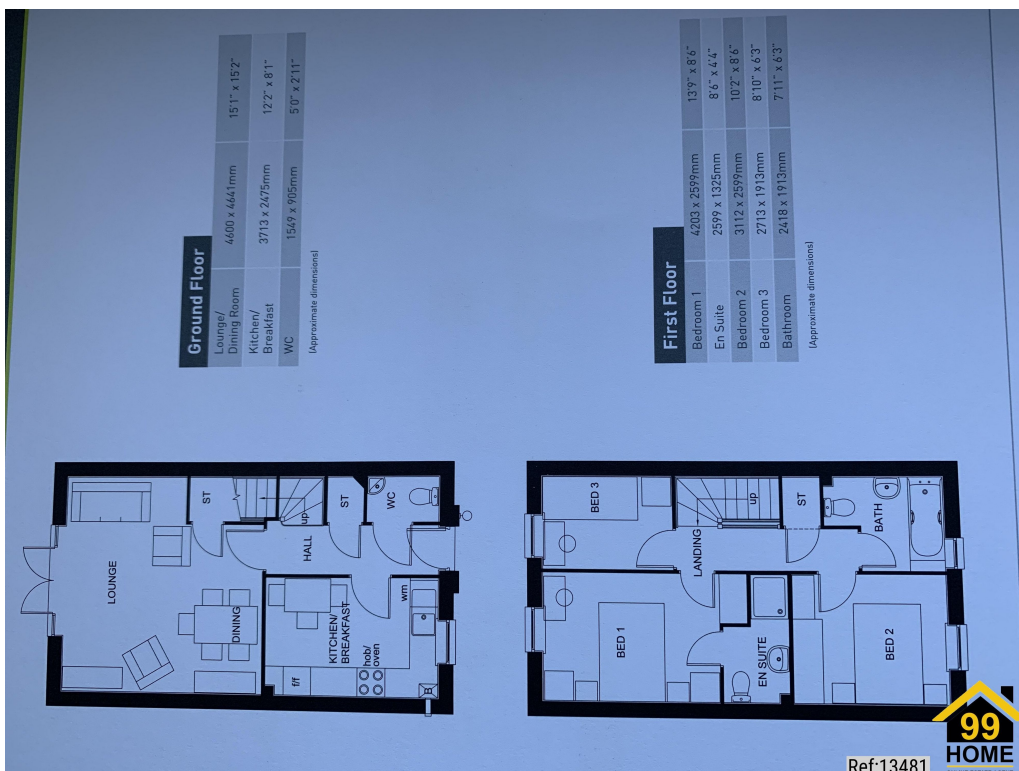 Ground Floor
Lounge/
Dining Room 4600 x 4641mm 15'1" x 15'2"
Kitchen/
Breakfast 3713 x 2475mm 12'2" x 8'1"
WC 1549 x 905mm 5'0" x 2'11"
(Approximate dimensions)
First Floor
Bedroom 1 4203 x 2599mm 13'9" x 8'6"
En Suite 2599 x 1325mm 8'6" x 4'4"
Bedroom 2 3112 x 2599mm 10'2" x 8'6"
Bedroom 3 2713 x 1913mm 8'10" x 6'3"
Bathroom 2418 x 1913mm 7'11" x 6'3"
(Approximate dimensions)
LOUNGE
DINING
ST
up
HALL
ST
WC
KITCHEN/
BREAKFAST
hob/
oven
f/f
wm
B
BED 3
LANDING
up
ST
BATH
BED 1
EN SUITE
BED 2
99
HOME
Ref:13481